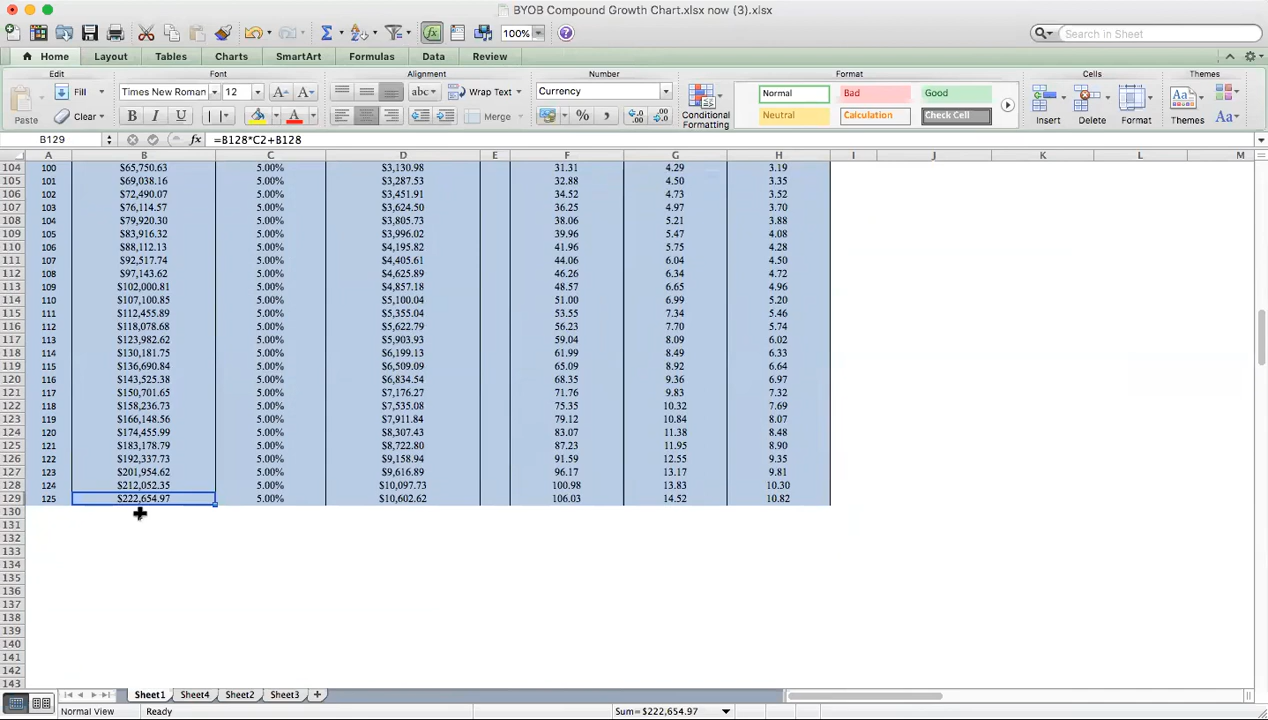 BYOB Compound Growth Chart.xlsx now (3).xlsx
100%
Search in Sheet
Home Layout Tables Charts SmartArt Formulas Data Review
Edit Font Alignment Number Format Cells Themes
Paste Fill Clear Times New Roman 12 abc Wrap Text Merge Currency Conditional Formatting Normal Bad Good Neutral Calculation Check Cell Insert Delete Format Themes Aa
B129 fx =B128*C2+B128
A B C D E F G H I J K L M
104 100 $65,750.63 5.00% $3,130.98 31.31 4.29 3.19
105 101 $69,038.16 5.00% $3,287.53 32.88 4.50 3.35
106 102 $72,490.07 5.00% $3,451.91 34.52 4.73 3.52
107 103 $76,114.57 5.00% $3,624.50 36.25 4.97 3.70
108 104 $79,920.30 5.00% $3,805.73 38.06 5.21 3.88
109 105 $83,916.32 5.00% $3,996.02 39.96 5.47 4.08
110 106 $88,112.13 5.00% $4,195.82 41.96 5.75 4.28
111 107 $92,517.74 5.00% $4,405.61 44.06 6.04 4.50
112 108 $97,143.62 5.00% $4,625.89 46.26 6.34 4.72
113 109 $102,000.81 5.00% $4,857.18 48.57 6.65 4.96
114 110 $107,100.85 5.00% $5,100.04 51.00 6.99 5.20
115 111 $112,455.89 5.00% $5,355.04 53.55 7.34 5.46
116 112 $118,078.68 5.00% $5,622.79 56.23 7.70 5.74
117 113 $123,982.62 5.00% $5,903.93 59.04 8.09 6.02
118 114 $130,181.75 5.00% $6,199.13 61.99 8.49 6.33
119 115 $136,690.84 5.00% $6,509.09 65.09 8.92 6.64
120 116 $143,525.38 5.00% $6,834.54 68.35 9.36 6.97
121 117 $150,701.65 5.00% $7,176.27 71.76 9.83 7.32
122 118 $158,236.73 5.00% $7,535.08 75.35 10.32 7.69
123 119 $166,148.56 5.00% $7,911.84 79.12 10.84 8.07
124 120 $174,455.99 5.00% $8,307.43 83.07 11.38 8.48
125 121 $183,178.79 5.00% $8,722.80 87.23 11.95 8.90
126 122 $192,337.73 5.00% $9,158.94 91.59 12.55 9.35
127 123 $201,954.62 5.00% $9,616.89 96.17 13.17 9.81
128 124 $212,052.35 5.00% $10,097.73 100.98 13.83 10.30
129 125 $222,654.97 5.00% $10,602.62 106.03 14.52 10.82
130
131
132
133
134
135
136
137
138
139
140
141
142
143
Sheet1 Sheet4 Sheet2 Sheet3
Normal View Ready Sum=$222,654.97